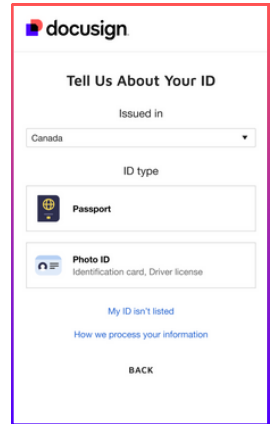 docusign
Tell Us About Your ID
Issued in
Canada
ID type
Passport
Photo ID
Identification card, Driver license
My ID isn't listed
How we process your information
BACK